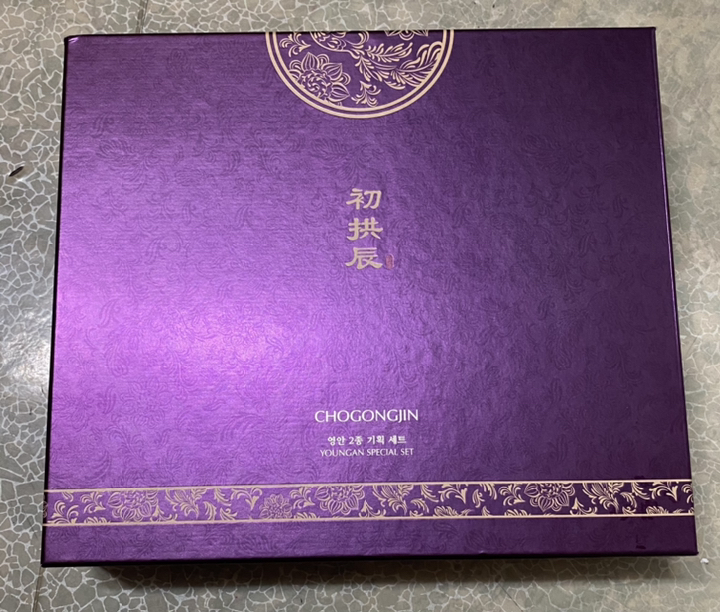 初
拱
辰
CHOGONGJIN
영안 2종 기획 세트
YOUNGAN SPECIAL SET